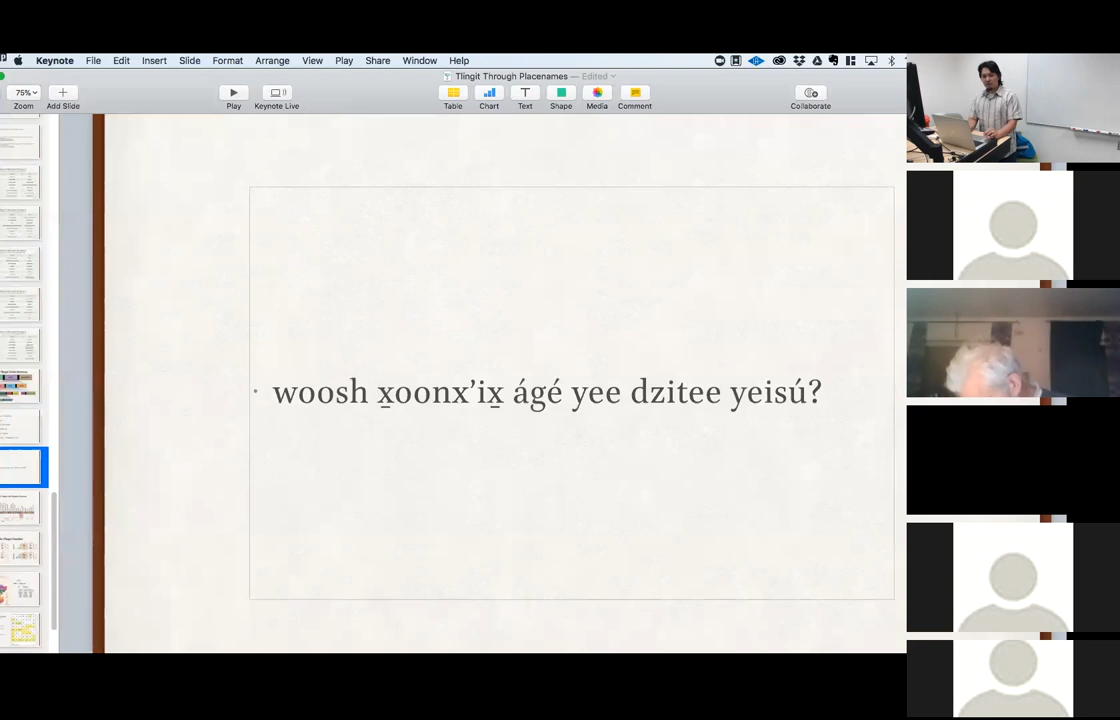 Keynote File Edit Insert Slide Format Arrange View Play Share Window Help
Tlingit Through Placenames — Edited
75%
Zoom Add Slide Play Keynote Live Table Chart Text Shape Media Comment Collaborate
• woosh x̱oonx’ix̱ ágé yee dzitee yeisú?